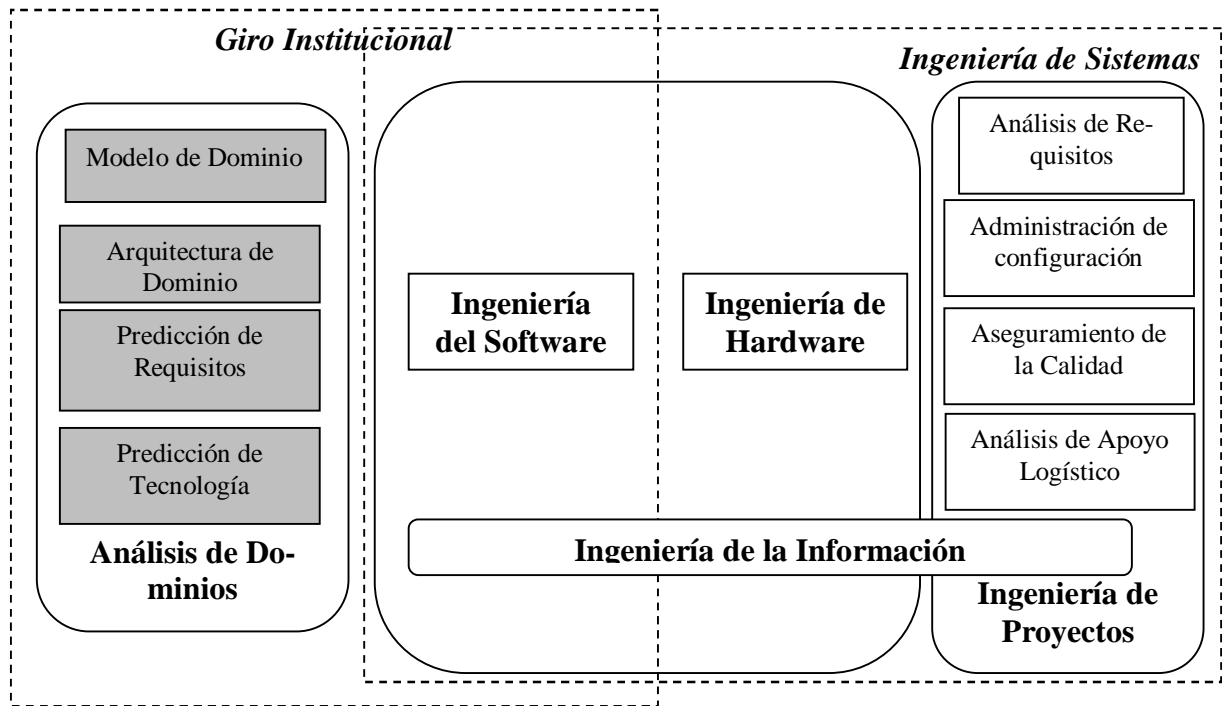 Giro Institucional
Ingeniería de Sistemas
Modelo de Dominio
Arquitectura de
Dominio
Predicción de
Requisitos
Predicción de
Tecnología
Análisis de Do-
minios
Ingeniería
del Software
Ingeniería de
Hardware
Ingeniería de la Información
Análisis de Re-
quisitos
Administración de
configuración
Aseguramiento de
la Calidad
Análisis de Apoyo
Logístico
Ingeniería de
Proyectos